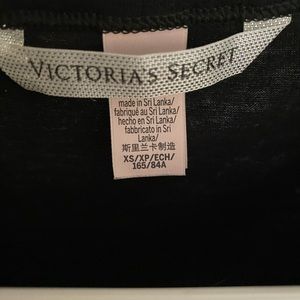 VICTORIA'S SECRET
made in Sri Lanka/
fabriqué au Sri Lanka/
hecho en Sri Lanka/
fabbricato in Sri
Lanka/
斯里兰卡制造
XS/XP/ECH/
165/84A